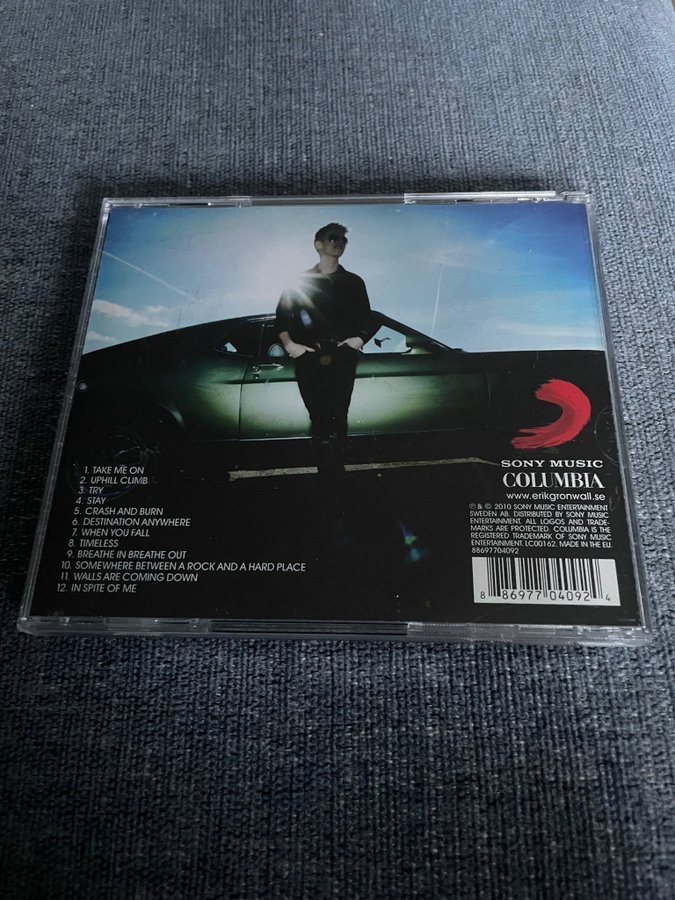 1. TAKE ME ON
2. UPHILL CLIMB
3. TRY
4. STAY
5. CRASH AND BURN
6. DESTINATION ANYWHERE
7. WHEN YOU FALL
8. TIMELESS
9. BREATHE IN BREATHE OUT
10. SOMEWHERE BETWEEN A ROCK AND A HARD PLACE
11. WALLS ARE COMING DOWN
12. IN SPITE OF ME
SONY MUSIC
COLUMBIA
www.erikgronwall.se
℗ & © 2010 SONY MUSIC ENTERTAINMENT
SWEDEN AB. DISTRIBUTED BY SONY MUSIC
ENTERTAINMENT. ALL LOGOS AND TRADE-
MARKS ARE PROTECTED. COLUMBIA IS THE
REGISTERED TRADEMARK OF SONY MUSIC
ENTERTAINMENT. LC00162. MADE IN THE EU.
88697704092
8 86977 04092 4